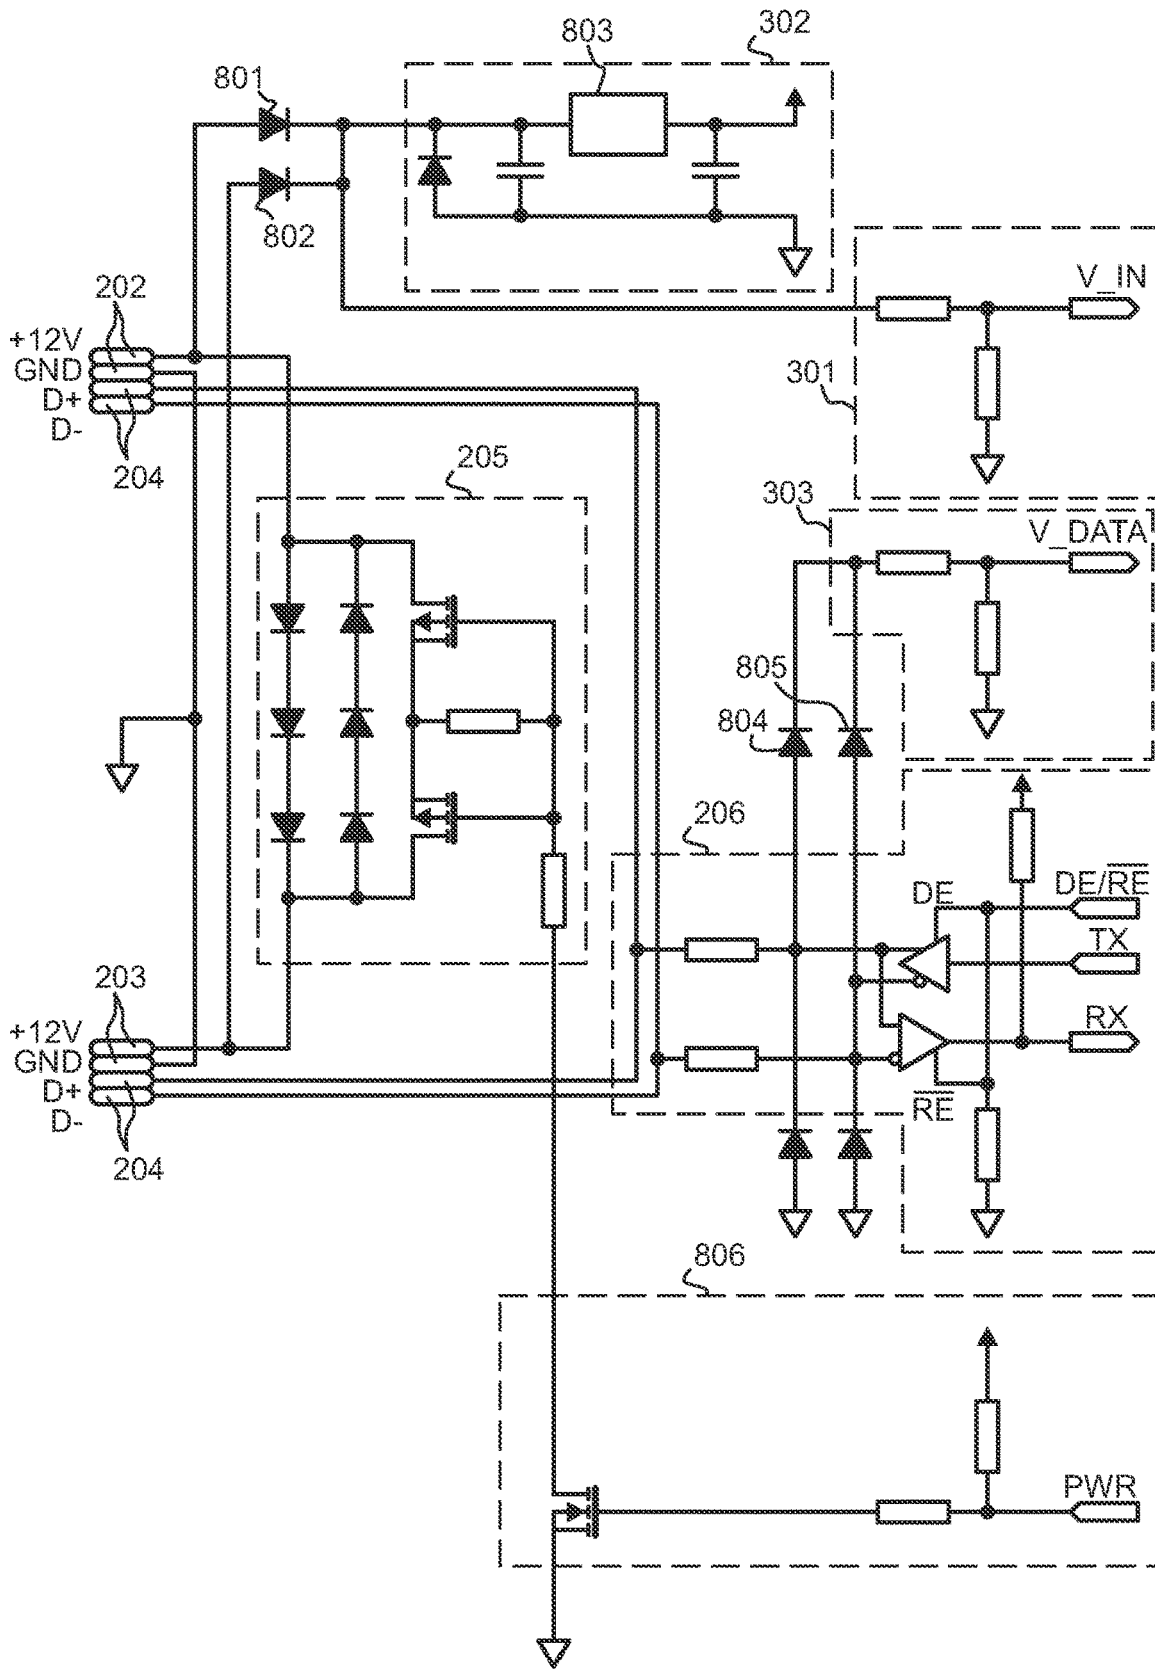 302
803
801
802
202
V_IN
+12V
GND
D+
D-
301
204
205
303
V_DATA
805
804
206
DE/RE
DE
TX
203
RX
+12V
GND
D+
D-
RE
204
806
PWR